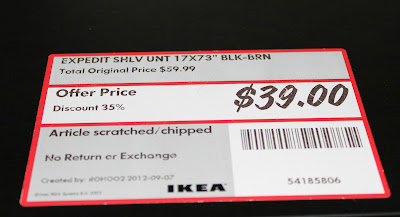 EXPEDIT SHLV UNT 17X73" BLK-BRN
Total Original Price $59.99
Offer Price $39.00
Discount 35%
Article scratched/chipped
No Return or Exchange
Created by: #OHOO2 2012-09-07
IKEA 54185806